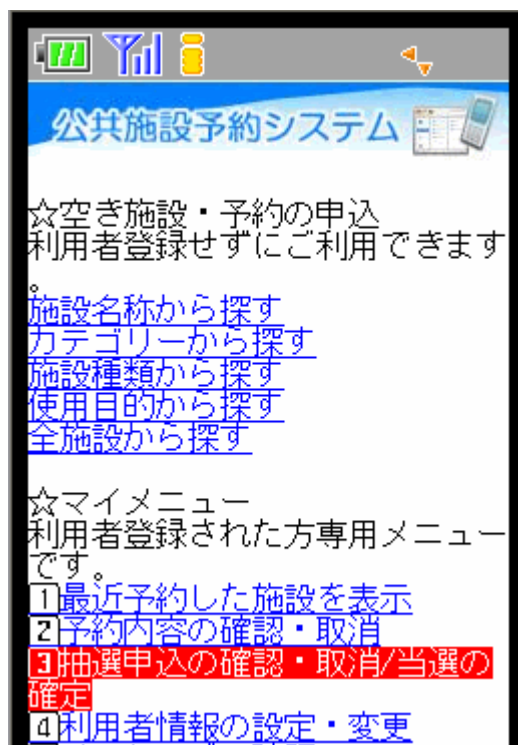 公共施設予約システム
☆空き施設・予約の申込
利用者登録せずにご利用できます
。
施設名称から探す
カテゴリーから探す
施設種類から探す
使用目的から探す
全施設から探す
☆マイメニュー
利用者登録された方専用メニュー
です。
1最近予約した施設を表示
2予約内容の確認・取消
3抽選申込の確認・取消/当選の
確定
4利用者情報の設定・変更